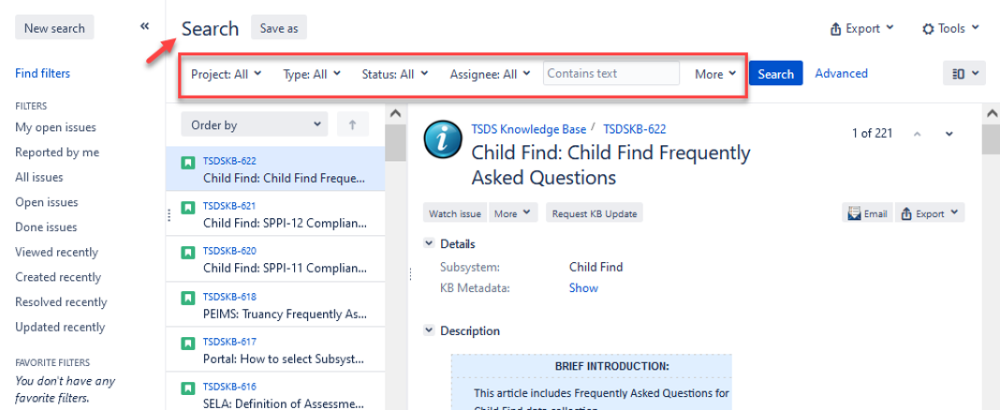 New search
«
Find filters
FILTERS
My open issues
Reported by me
All issues
Open issues
Done issues
Viewed recently
Created recently
Resolved recently
Updated recently
FAVORITE FILTERS
You don't have any
favorite filters.
Search
Save as
Export
Tools
Project: All
Type: All
Status: All
Assignee: All
Contains text
More
Search
Advanced
Order by
TSDSKB-622
Child Find: Child Find Freque...
TSDSKB-621
Child Find: SPPI-12 Complian...
TSDSKB-620
Child Find: SPPI-11 Complian...
TSDSKB-618
PEIMS: Truancy Frequently As...
TSDSKB-617
Portal: How to select Subsyst...
TSDSKB-616
SELA: Definition of Assessme...
TSDS Knowledge Base / TSDSKB-622
1 of 221
Child Find: Child Find Frequently
Asked Questions
Watch issue
More
Request KB Update
Email
Export
Details
Subsystem: Child Find
KB Metadata: Show
Description
BRIEF INTRODUCTION:
This article includes Frequently Asked Questions for
Child Find data collection